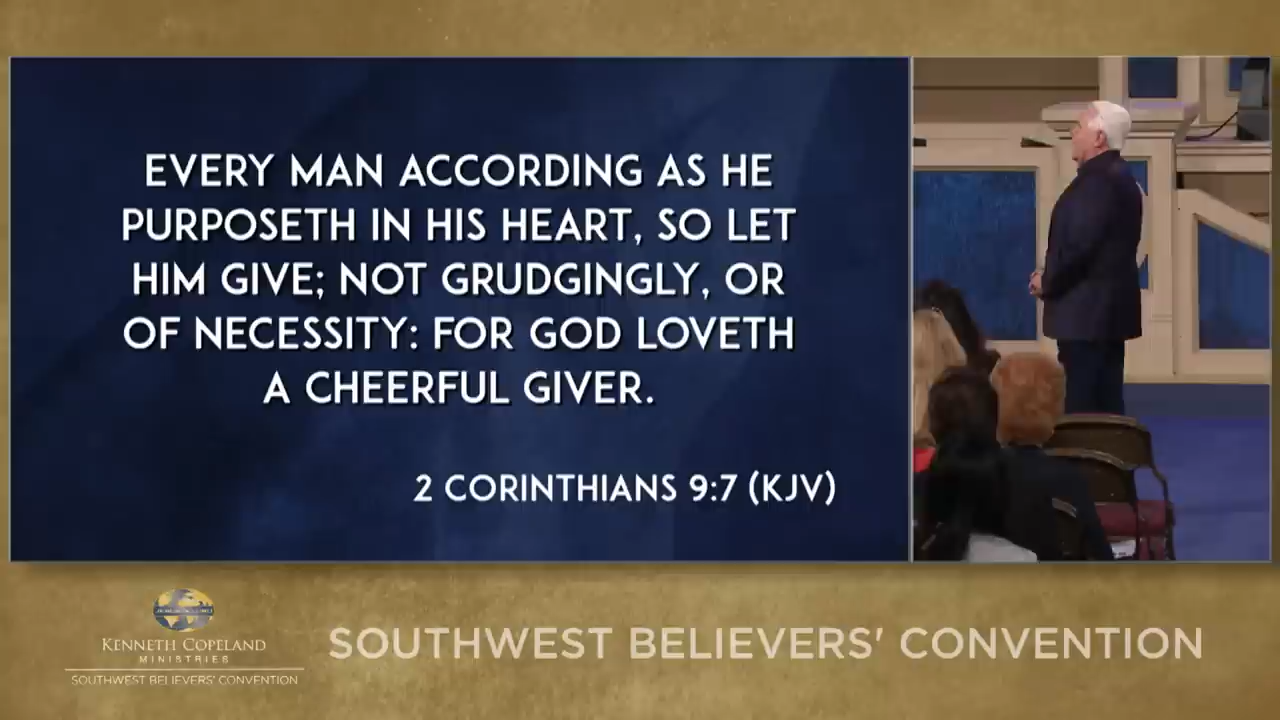 EVERY MAN ACCORDING AS HE
PURPOSETH IN HIS HEART, SO LET
HIM GIVE; NOT GRUDGINGLY, OR
OF NECESSITY: FOR GOD LOVETH
A CHEERFUL GIVER.
2 CORINTHIANS 9:7 (KJV)
KENNETH COPELAND
MINISTRIES
SOUTHWEST BELIEVERS' CONVENTION
SOUTHWEST BELIEVERS' CONVENTION